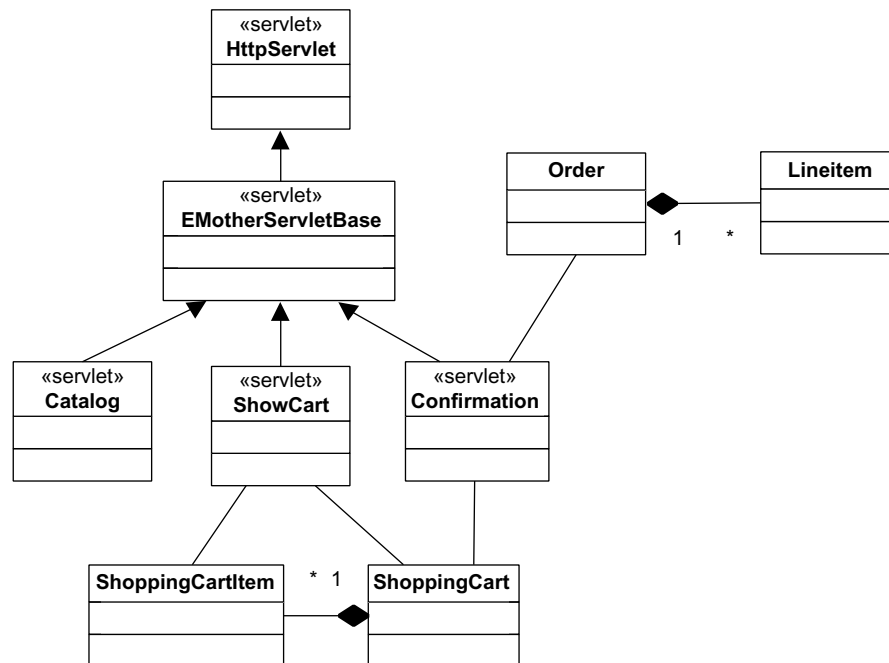 «servlet»
HttpServlet
«servlet»
EMotherServletBase
Order
Lineitem
1 *
«servlet»
Catalog
«servlet»
ShowCart
«servlet»
Confirmation
ShoppingCartItem
* 1
ShoppingCart